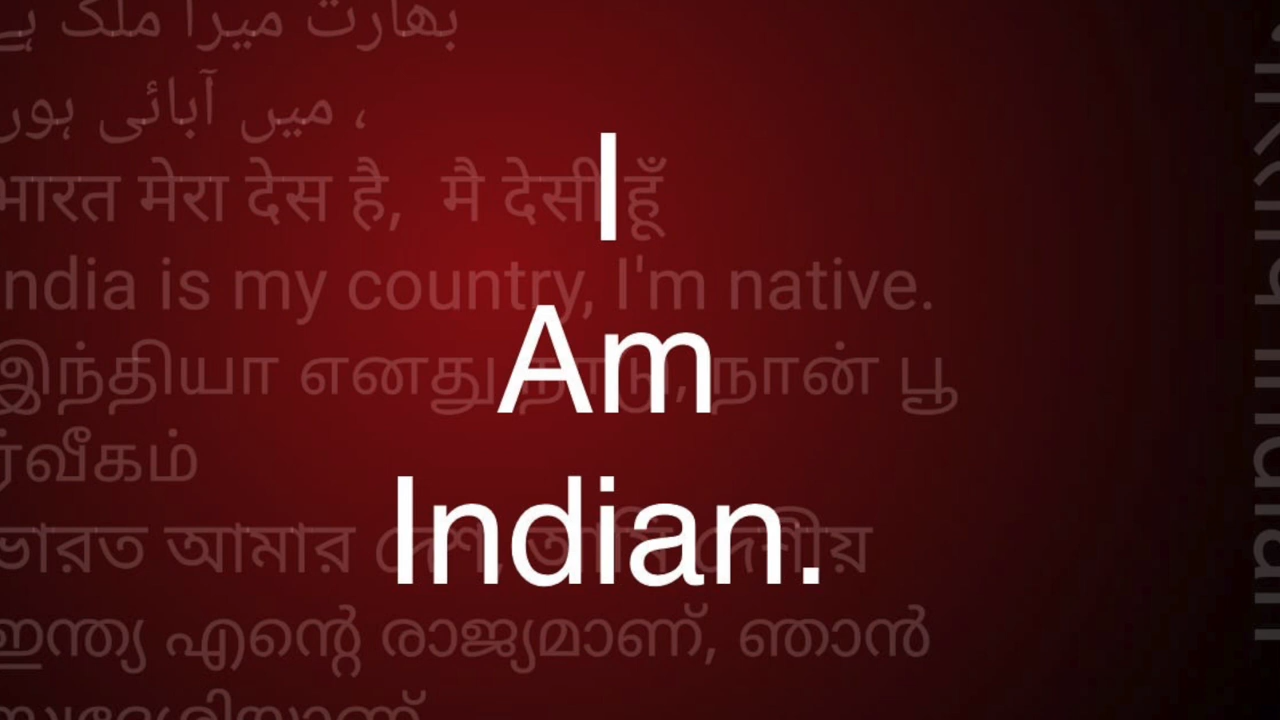 بھارت میرا ملک ہے
، میں آبائی ہوں
भारत मेरा देस है, मै देसी हूँ
India is my country, I'm native.
இந்தியா எனது நாடு, நான் பூ
ர்வீகம்
ভারত আমার দেশ, আমি দেশীয়
ഇന്ത്യ എന്റെ രാജ്യമാണ്, ഞാൻ
I
Am
Indian.